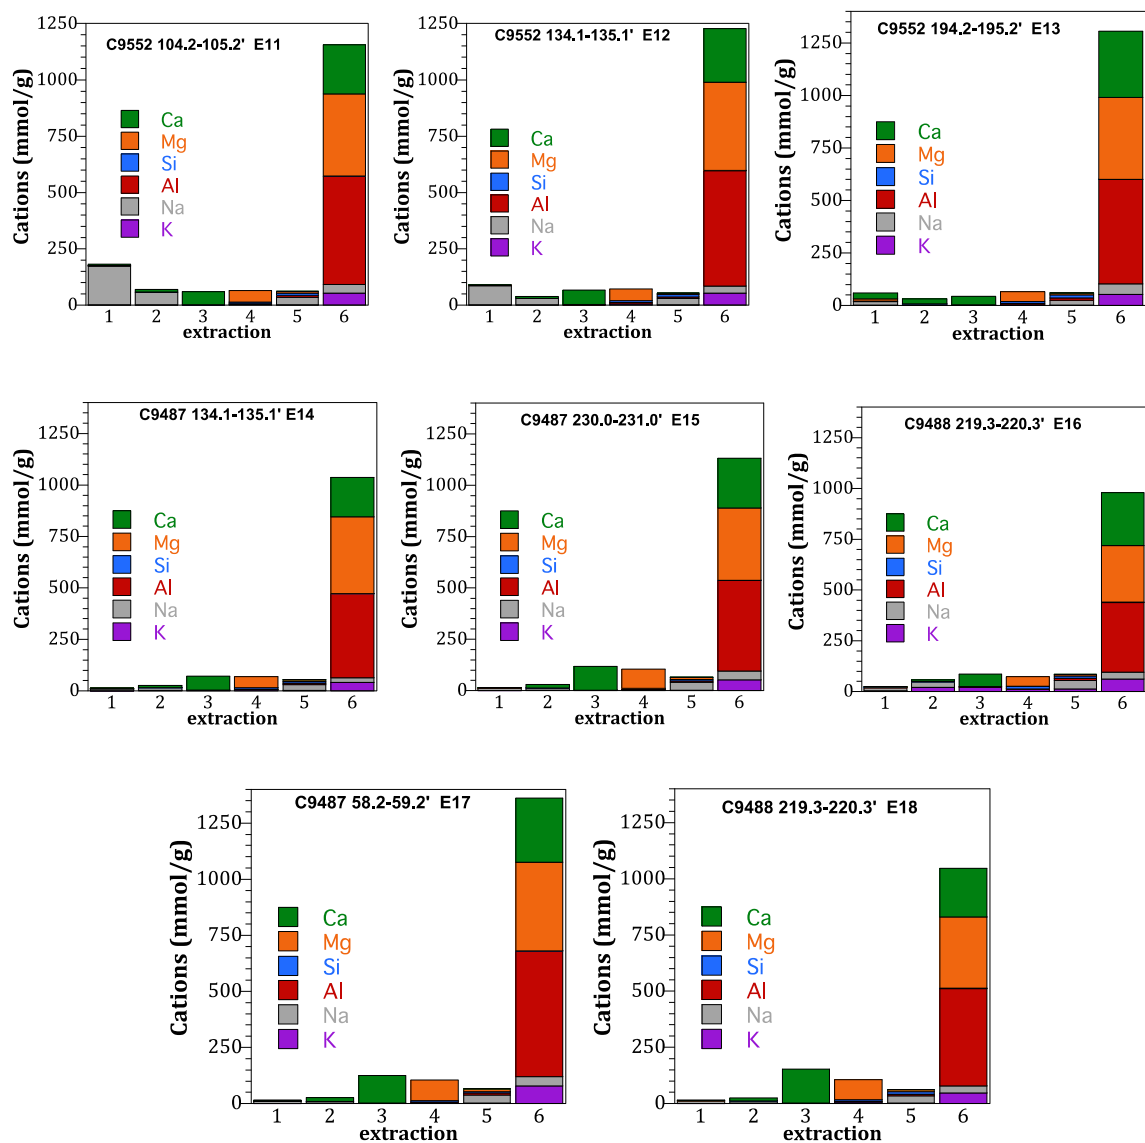 C9552 104.2-105.2' E11
Cations (mmol/g)
1250
1000
750
500
250
0
Ca
Mg
Si
Al
Na
K
1 2 3 4 5 6
extraction
C9552 134.1-135.1' E12
Cations (mmol/g)
1250
1000
750
500
250
0
Ca
Mg
Si
Al
Na
K
1 2 3 4 5 6
extraction
C9552 194.2-195.2' E13
Cations (mmol/g)
1250
1000
750
500
250
0
Ca
Mg
Si
Al
Na
K
1 2 3 4 5 6
extraction
C9487 134.1-135.1' E14
Cations (mmol/g)
1250
1000
750
500
250
0
Ca
Mg
Si
Al
Na
K
1 2 3 4 5 6
extraction
C9487 230.0-231.0' E15
Cations (mmol/g)
1250
1000
750
500
250
0
Ca
Mg
Si
Al
Na
K
1 2 3 4 5 6
extraction
C9488 219.3-220.3' E16
Cations (mmol/g)
1250
1000
750
500
250
0
Ca
Mg
Si
Al
Na
K
1 2 3 4 5 6
extraction
C9487 58.2-59.2' E17
Cations (mmol/g)
1250
1000
750
500
250
0
Ca
Mg
Si
Al
Na
K
1 2 3 4 5 6
extraction
C9488 219.3-220.3' E18
Cations (mmol/g)
1250
1000
750
500
250
0
Ca
Mg
Si
Al
Na
K
1 2 3 4 5 6
extraction